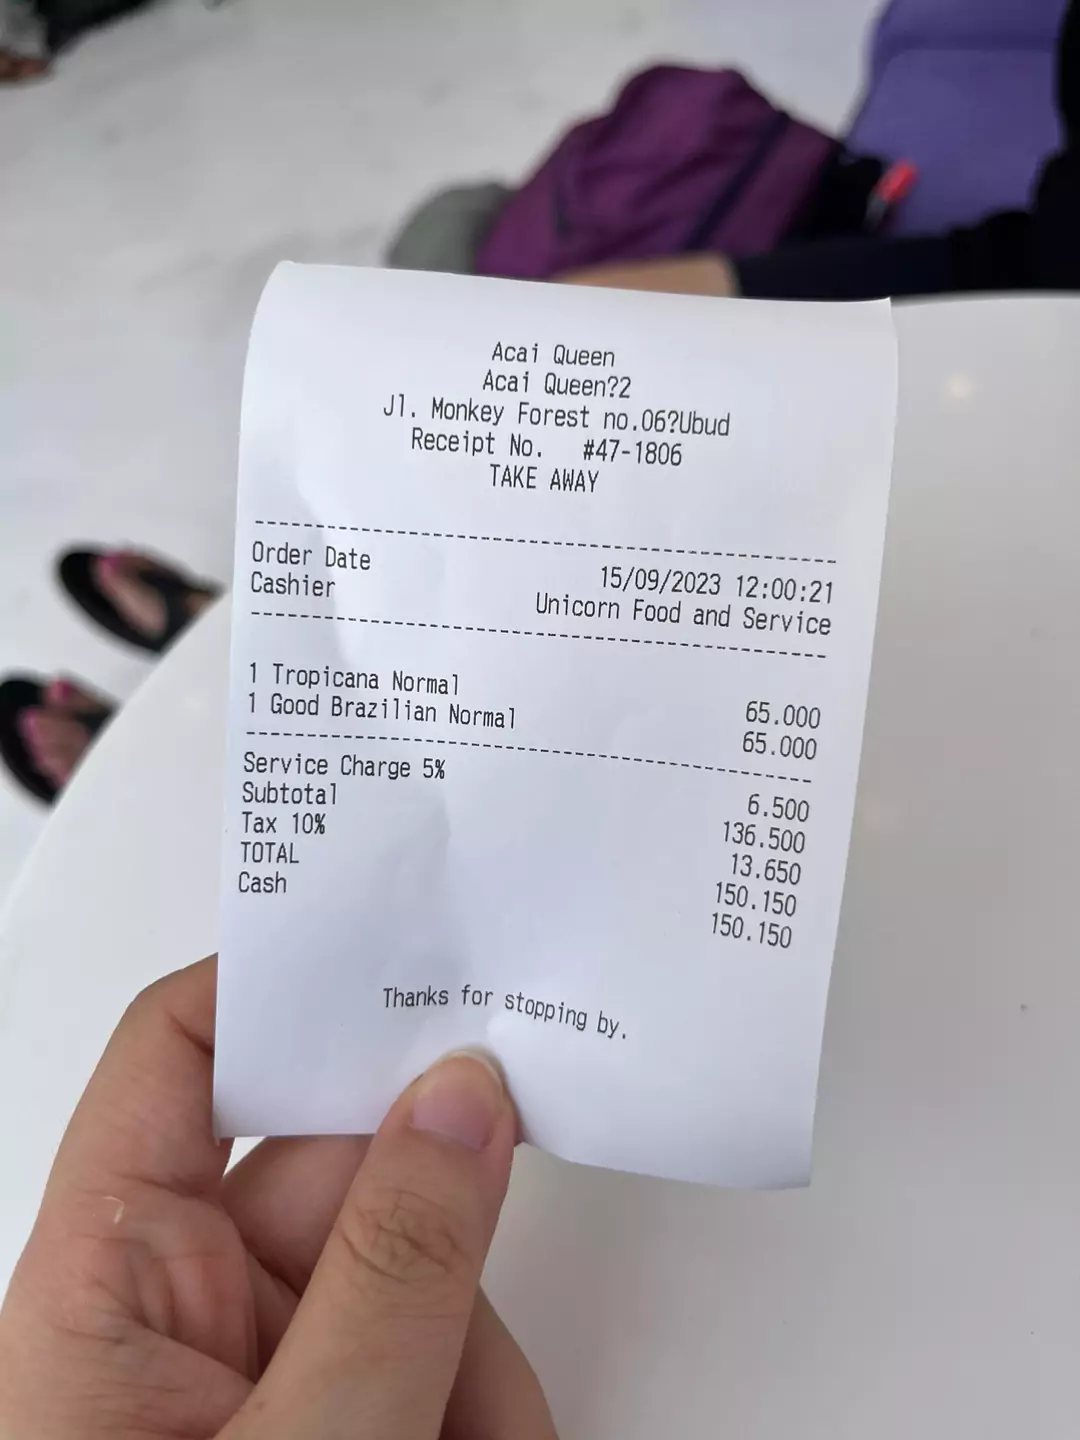 Acai Queen
Acai Queen?2
Jl. Monkey Forest no.06?Ubud
Receipt No. #47-1806
TAKE AWAY
Order Date 15/09/2023 12:00:21
Cashier Unicorn Food and Service
1 Tropicana Normal 65.000
1 Good Brazilian Normal 65.000
Service Charge 5% 6.500
Subtotal 136.500
Tax 10% 13.650
TOTAL 150.150
Cash 150.150
Thanks for stopping by.